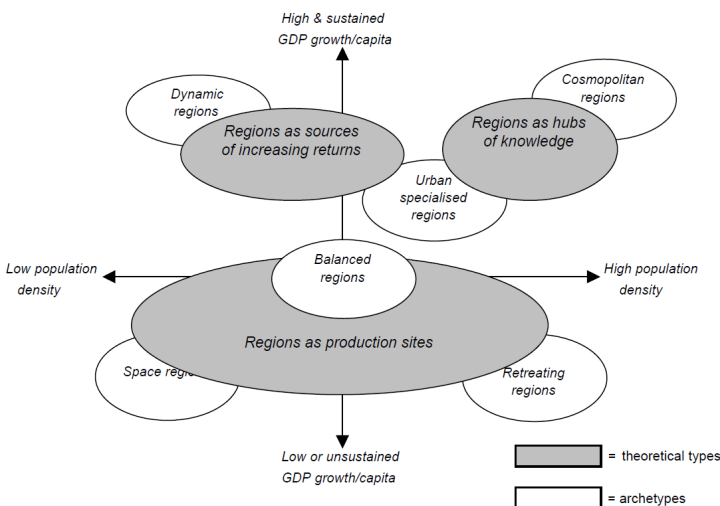 High & sustained
GDP growth/capita
Dynamic
regions
Cosmopolitan
regions
Regions as sources
of increasing returns
Regions as hubs
of knowledge
Urban
specialised
regions
Balanced
regions
Low population
density
High population
density
Regions as production sites
Space regio
Retreating
regions
Low or unsustained
GDP growth/capita
= theoretical types
= archetypes